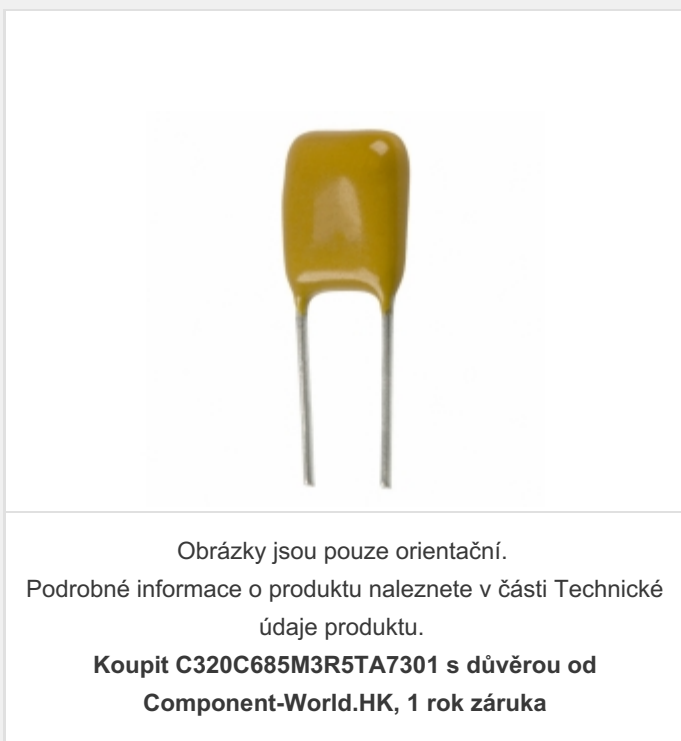 Obrázky jsou pouze orientační.
Podrobné informace o produktu naleznete v části Technické
údaje produktu.
Koupit C320C685M3R5TA7301 s důvěrou od
Component-World.HK, 1 rok záruka